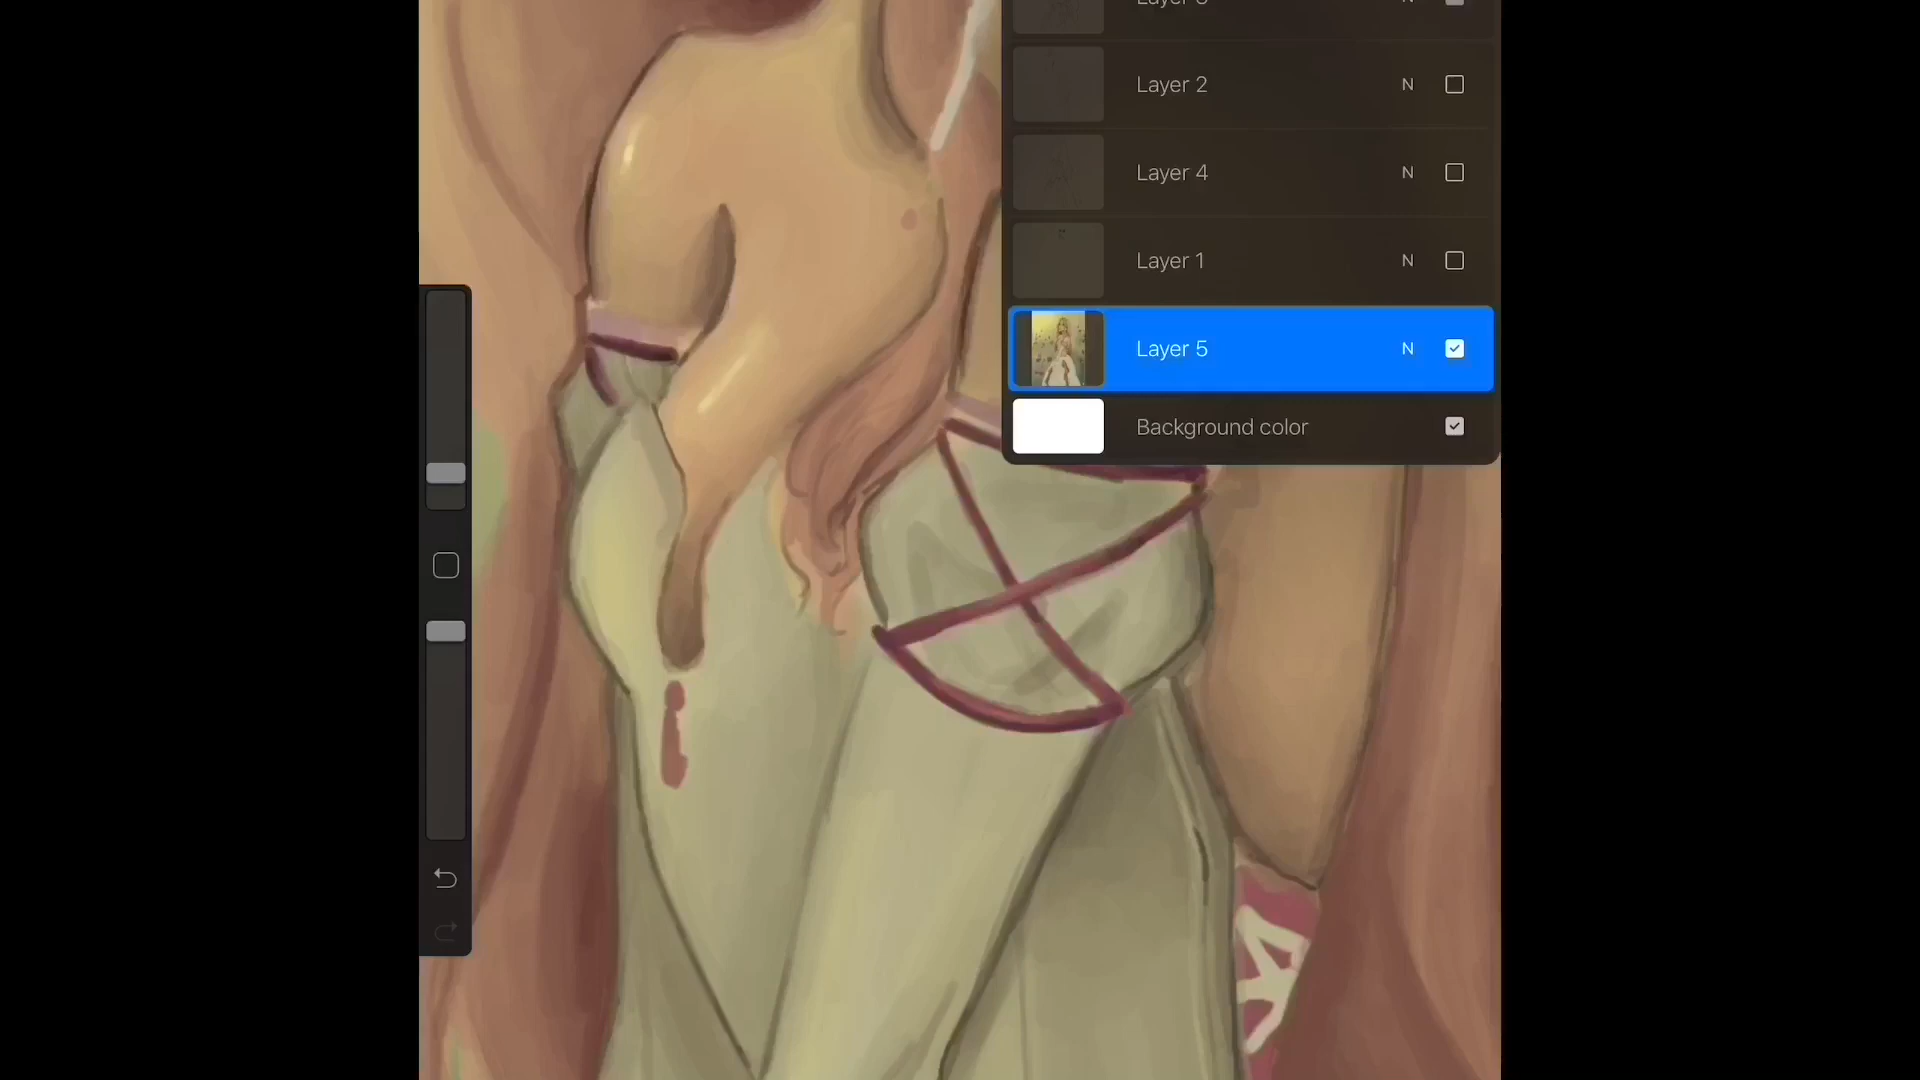 Layer 2 N
Layer 4 N
Layer 1 N
Layer 5 N
Background color